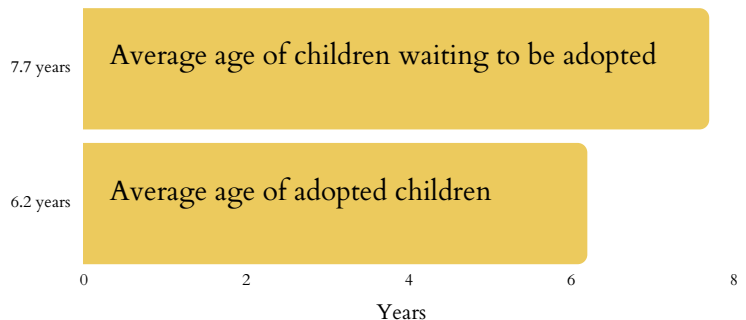 Average age of children waiting to be adopted
7.7 years
Average age of adopted children
6.2 years
0 2 4 6 8
Years